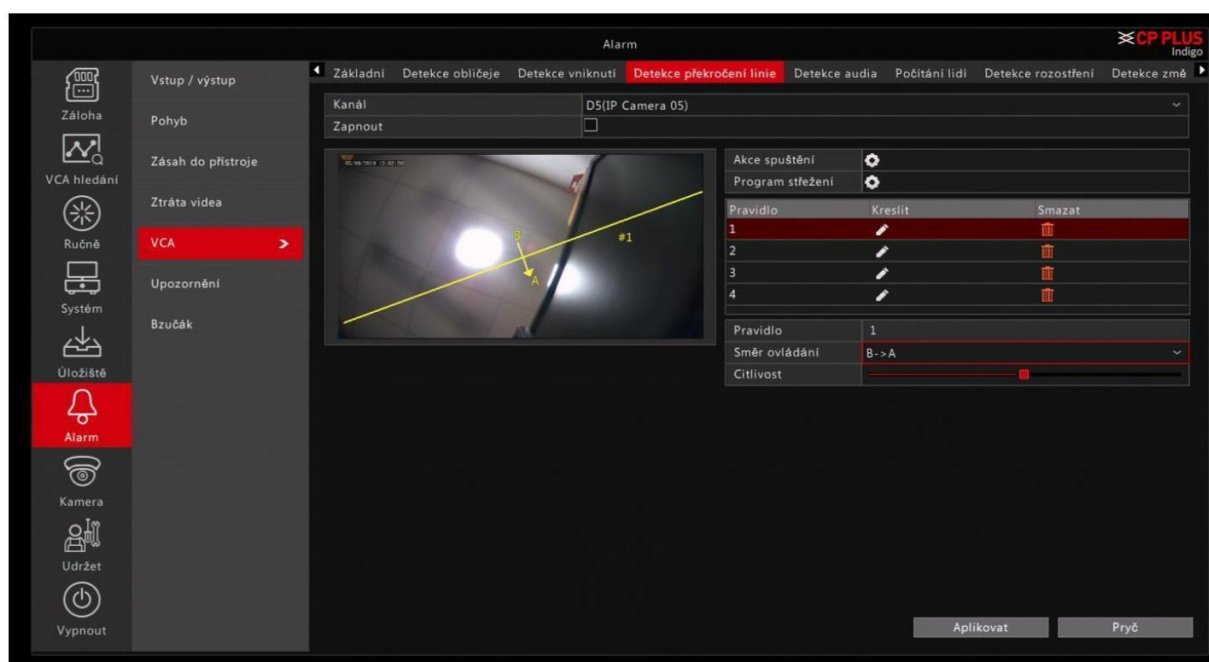 Alarm
CP PLUS
Indigo
Záloha
VCA hledání
Ručně
Systém
Úložiště
Alarm
Kamera
Udržet
Vypnout
Vstup / výstup
Pohyb
Zásah do přístroje
Ztráta videa
VCA
Upozornění
Bzučák
Základní Detekce obličeje Detekce vniknutí Detekce překročení linie Detekce audia Počítání lidí Detekce rozostření Detekce změ
Kanál D5(IP Camera 05)
Zapnout
B
A
#1
Akce spuštění
Program střežení
Pravidlo Kreslit Smazat
1
2
3
4
Pravidlo 1
Směr ovládání B->A
Citlivost
Aplikovat Pryč